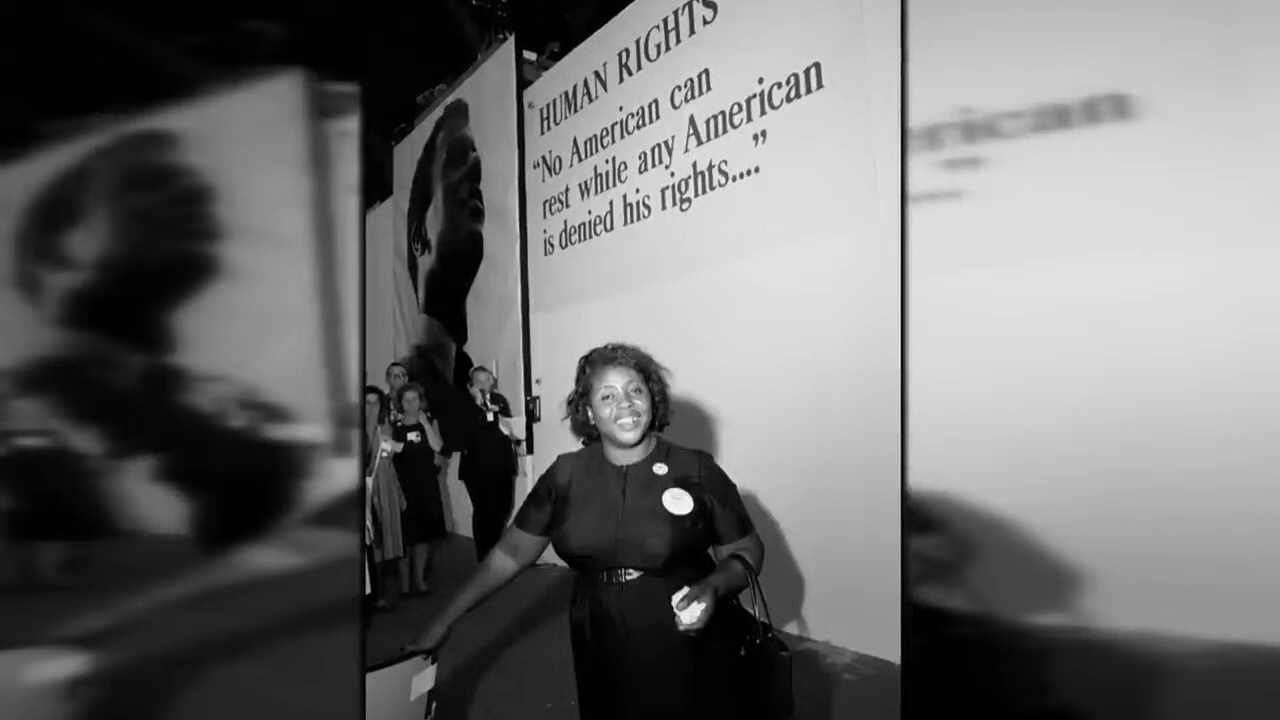 HUMAN RIGHTS
“No American can
rest while any American
is denied his rights....”